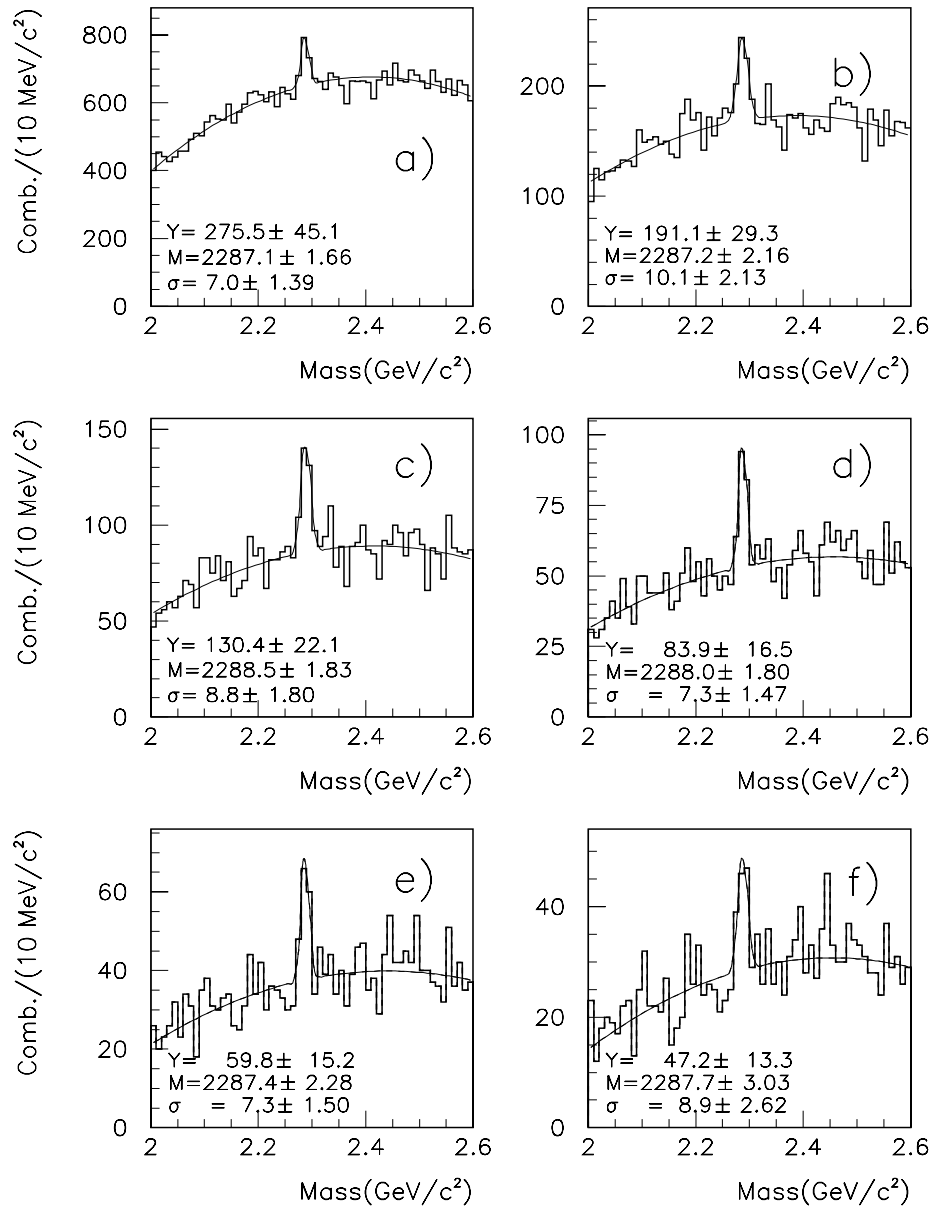 Comb./(10 MeV/c²)
800
600
400
200
0
a)
Y= 275.5± 45.1
M=2287.1± 1.66
σ= 7.0± 1.39
2 2.2 2.4 2.6
Mass(GeV/c²)
200
100
0
b)
Y= 191.1± 29.3
M=2287.2± 2.16
σ= 10.1± 2.13
2 2.2 2.4 2.6
Mass(GeV/c²)
Comb./(10 MeV/c²)
150
100
50
0
c)
Y= 130.4± 22.1
M=2288.5± 1.83
σ= 8.8± 1.80
2 2.2 2.4 2.6
Mass(GeV/c²)
100
75
50
25
0
d)
Y= 83.9± 16.5
M=2288.0± 1.80
σ = 7.3± 1.47
2 2.2 2.4 2.6
Mass(GeV/c²)
Comb./(10 MeV/c²)
60
40
20
0
e)
Y= 59.8± 15.2
M=2287.4± 2.28
σ = 7.3± 1.50
2 2.2 2.4 2.6
Mass(GeV/c²)
40
20
0
f)
Y= 47.2± 13.3
M=2287.7± 3.03
σ = 8.9± 2.62
2 2.2 2.4 2.6
Mass(GeV/c²)